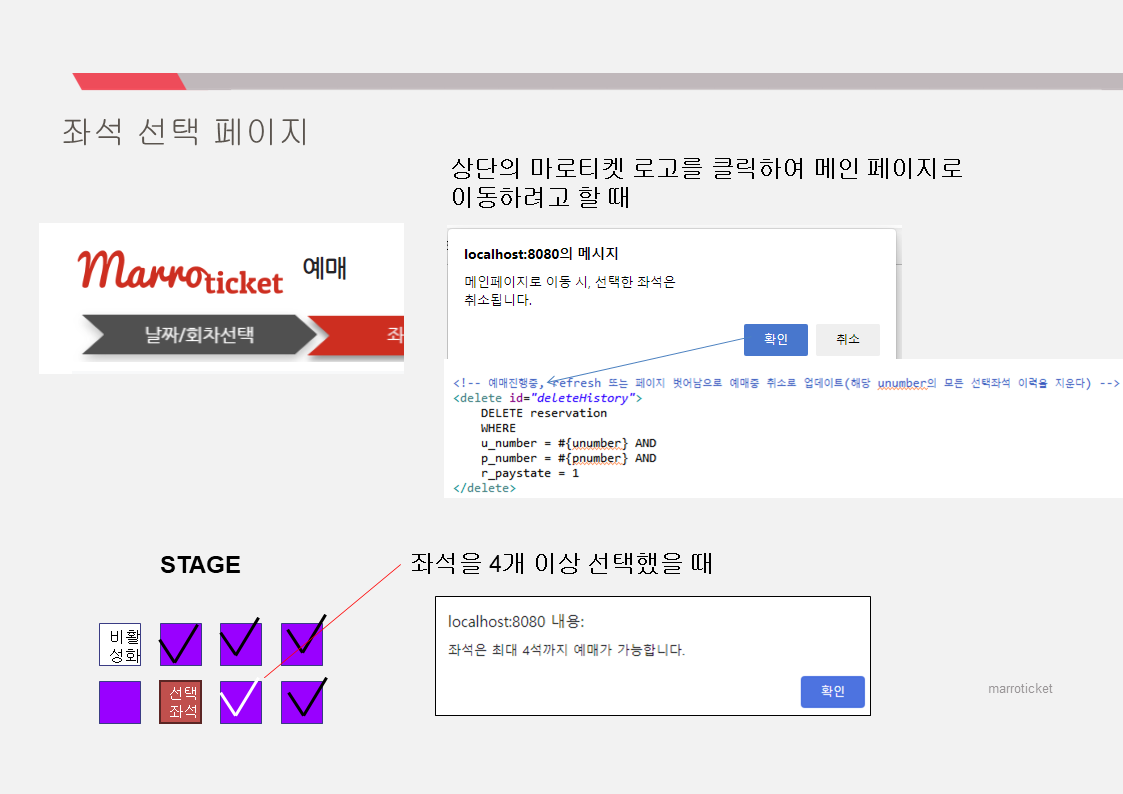 좌석 선택 페이지
상단의 마로티켓 로고를 클릭하여 메인 페이지로
이동하려고 할 때
Marroticket 예매
날짜/회차선택
좌
localhost:8080의 메시지
메인페이지로 이동 시, 선택한 좌석은
취소됩니다.
확인 취소
<!-- 예매진행중, refresh 또는 페이지 벗어남으로 예매중 취소로 업데이트(해당 unumber의 모든 선택좌석 이력을 지운다) -->
<delete id="deleteHistory">
DELETE reservation
WHERE
u_number = #{unumber} AND
p_number = #{pnumber} AND
r_paystate = 1
</delete>
STAGE
좌석을 4개 이상 선택했을 때
비활
성화
선택
좌석
localhost:8080 내용:
좌석은 최대 4석까지 예매가 가능합니다.
확인
marroticket